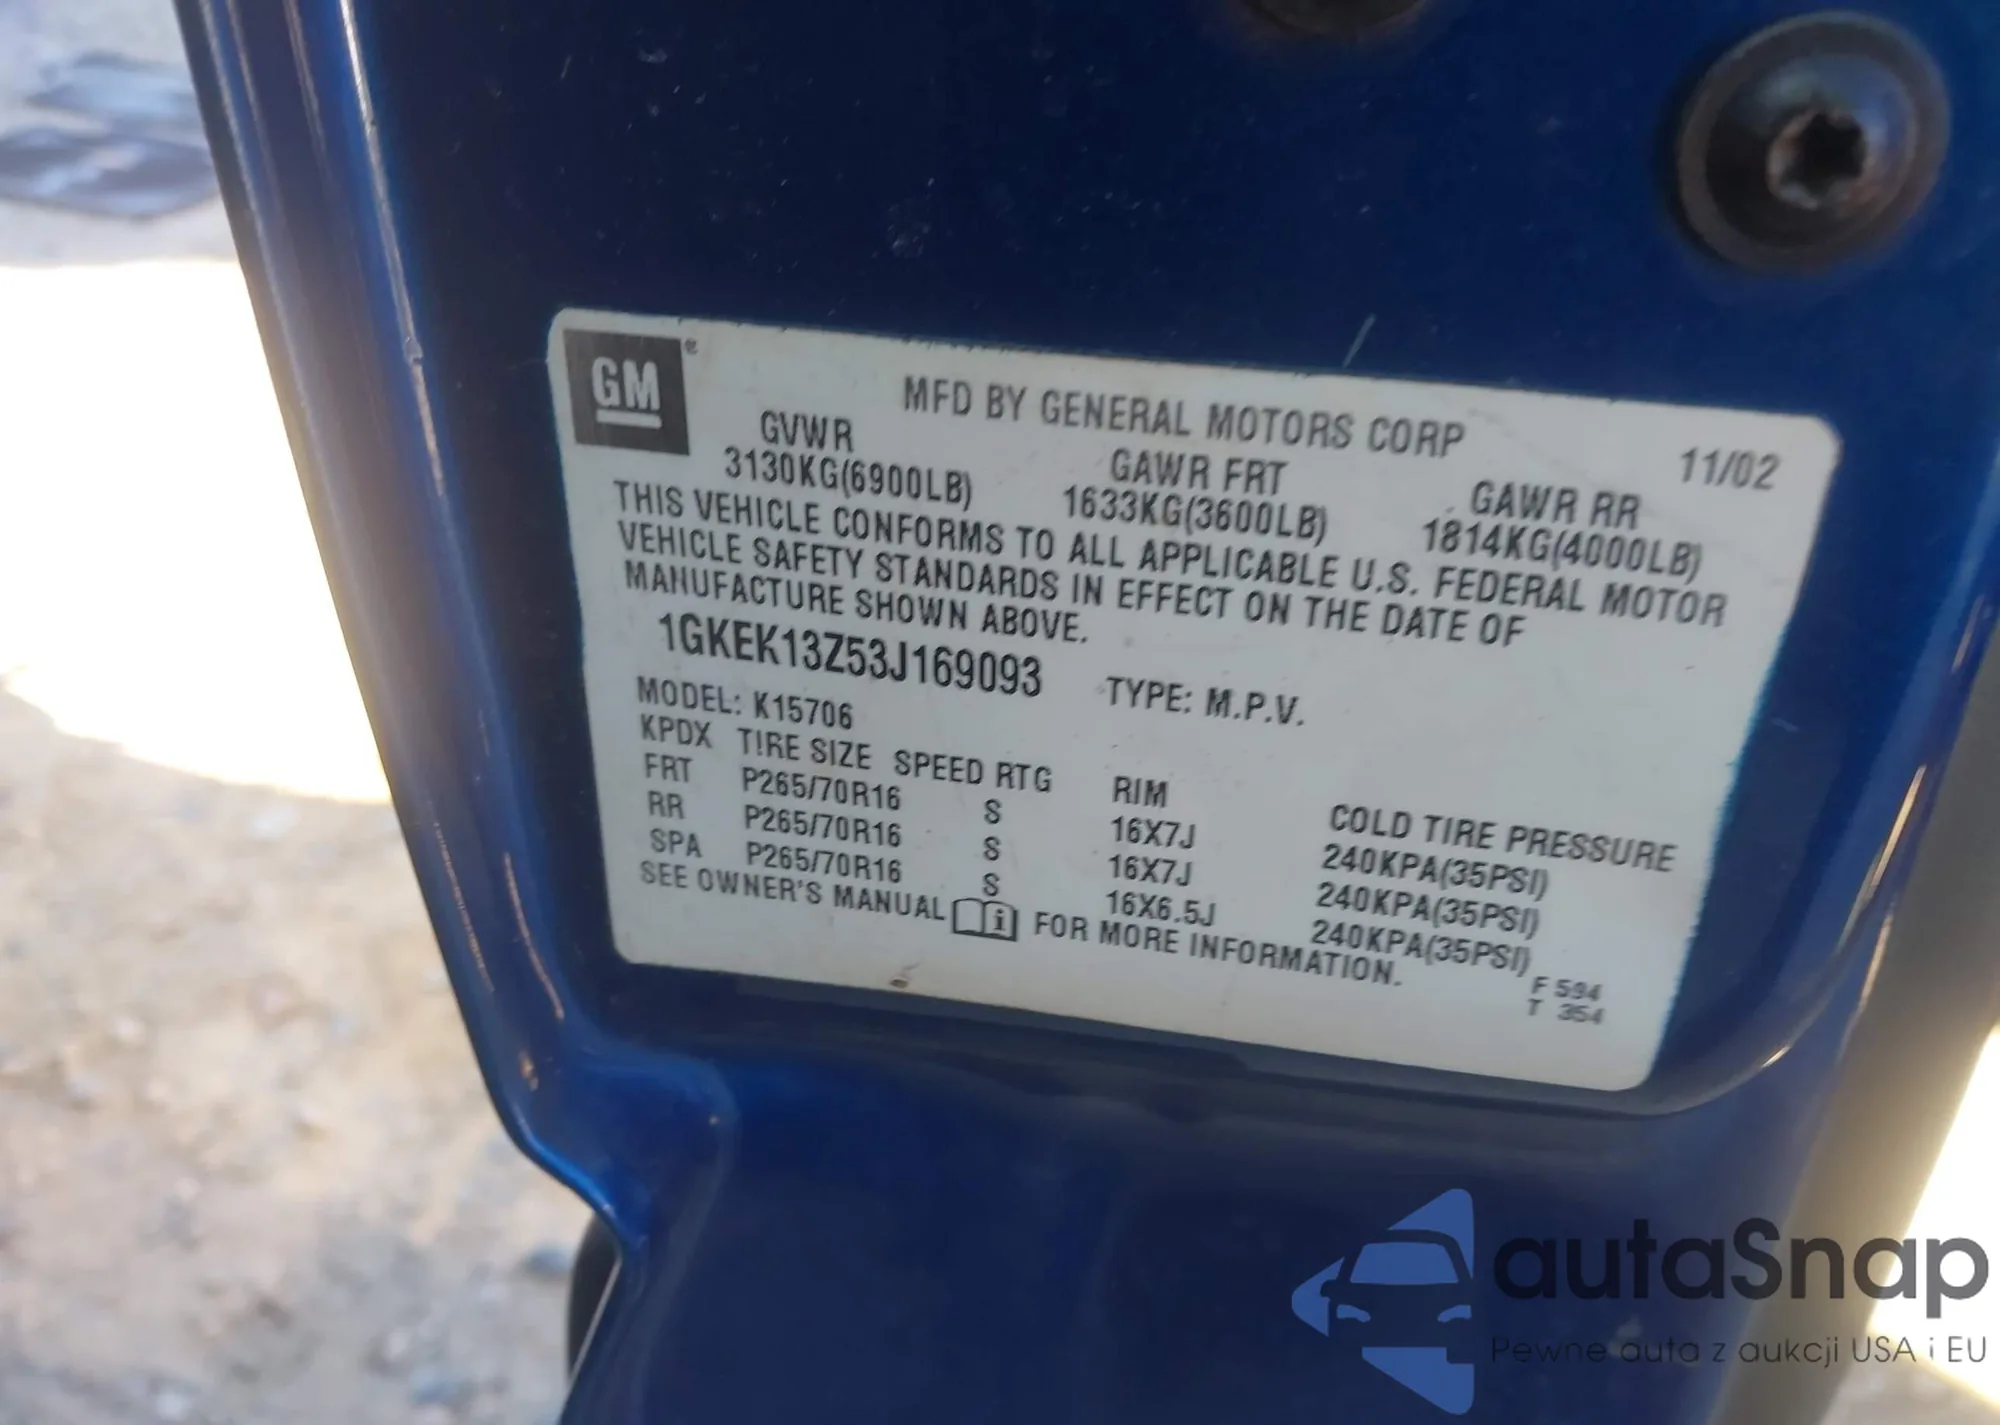 GM ®
MFD BY GENERAL MOTORS CORP
11/02
GVWR GAWR FRT GAWR RR
3130KG(6900LB) 1633KG(3600LB) 1814KG(4000LB)
THIS VEHICLE CONFORMS TO ALL APPLICABLE U.S. FEDERAL MOTOR
VEHICLE SAFETY STANDARDS IN EFFECT ON THE DATE OF
MANUFACTURE SHOWN ABOVE.
1GKEK13Z53J169093 TYPE: M.P.V.
MODEL: K15706
KPDX TIRE SIZE SPEED RTG RIM COLD TIRE PRESSURE
FRT P265/70R16 S 16X7J 240KPA(35PSI)
RR P265/70R16 S 16X7J 240KPA(35PSI)
SPA P265/70R16 S 16X6.5J 240KPA(35PSI)
SEE OWNER'S MANUAL i FOR MORE INFORMATION.
F 594
T 354
autaSnap
Pewne auta z aukcji USA i EU